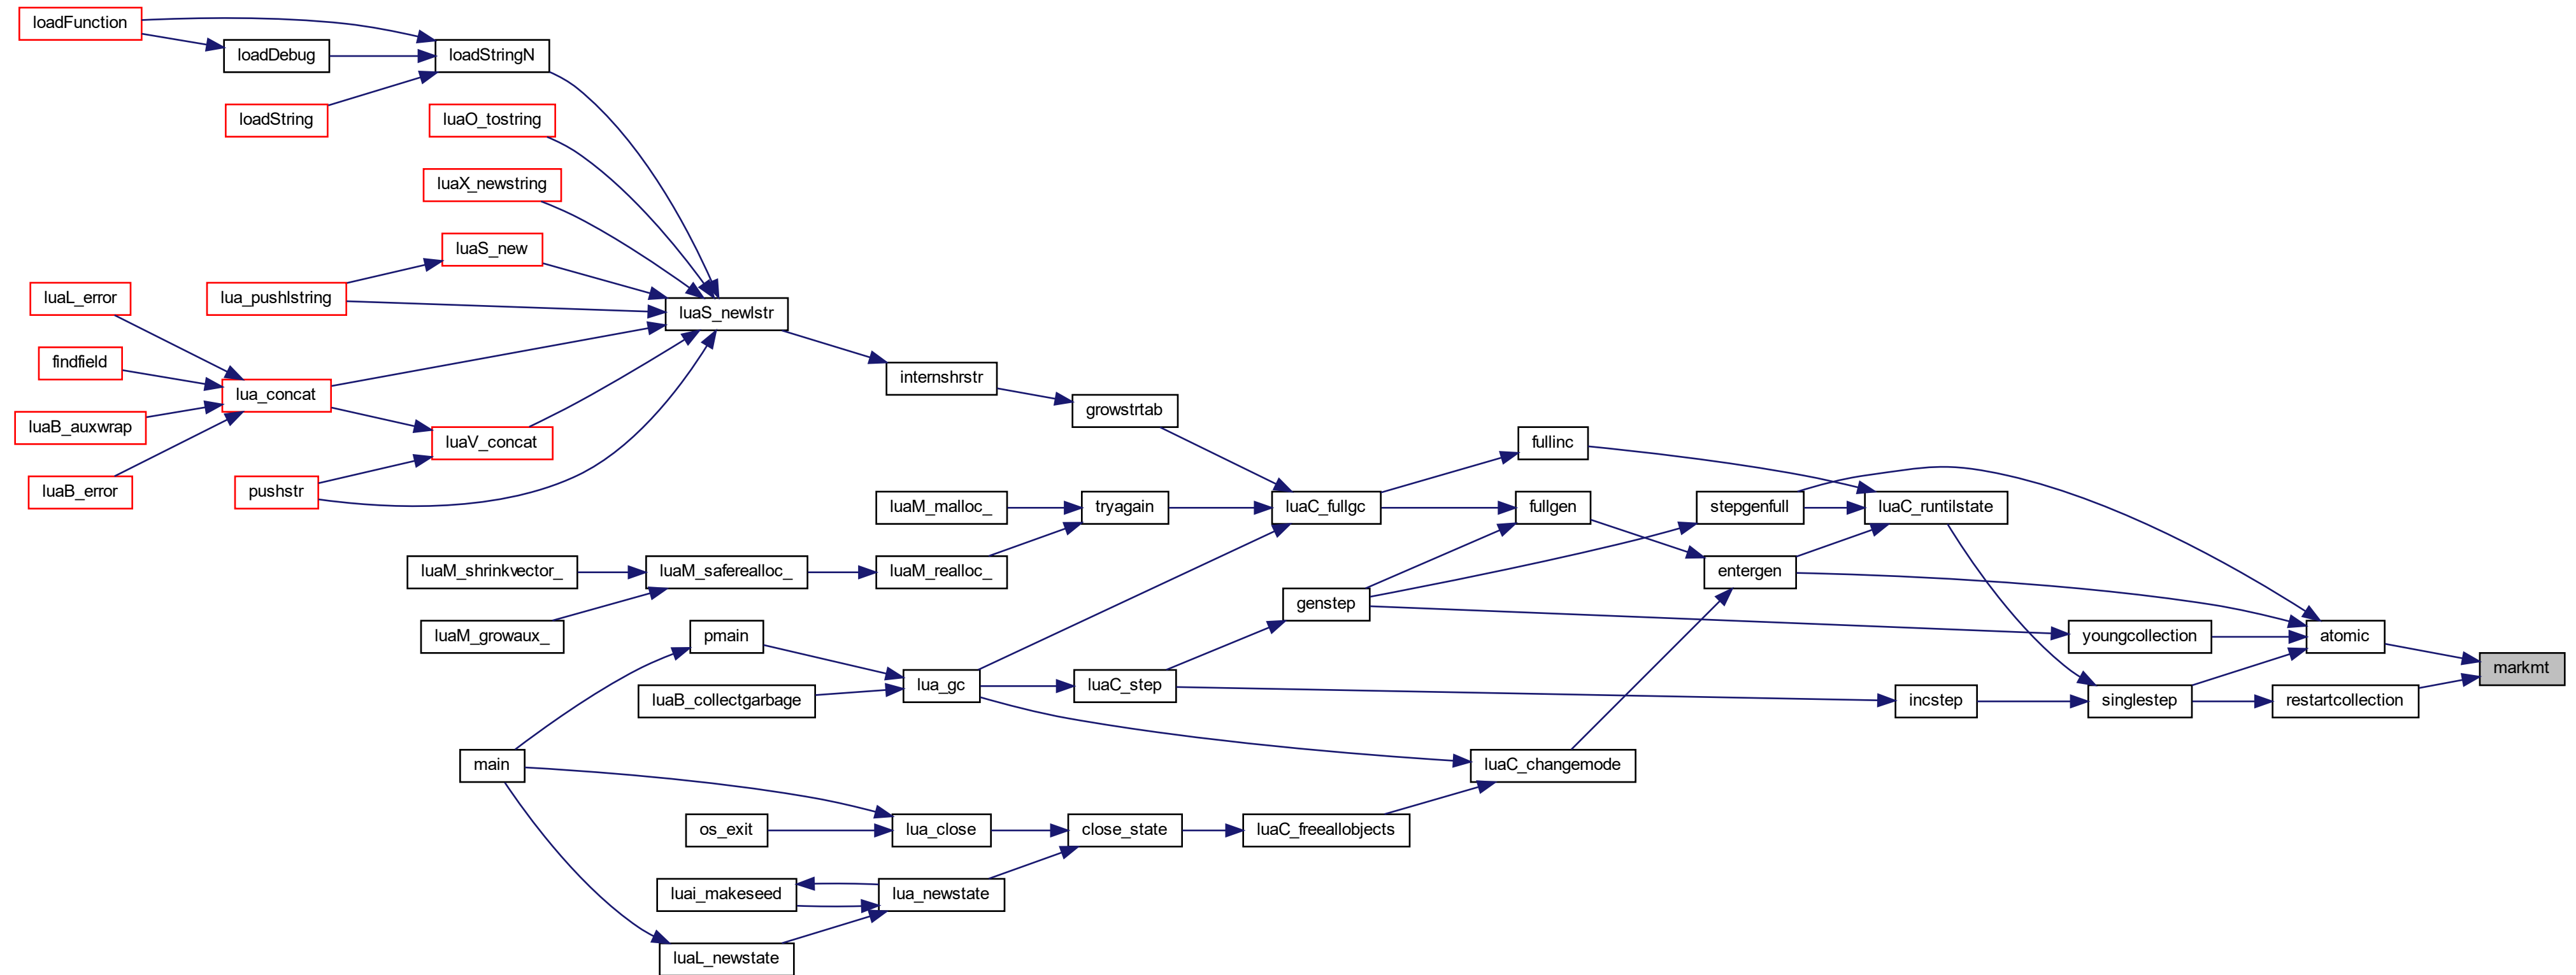 loadFunction
loadDebug
loadStringN
loadString
luaO_tostring
luaX_newstring
luaS_new
luaL_error
lua_pushlstring
luaS_newlstr
findfield
lua_concat
internshrstr
growstrtab
luaB_auxwrap
luaV_concat
fullinc
luaB_error
pushstr
luaM_malloc_
tryagain
luaC_fullgc
fullgen
stepgenfull
luaC_runtilstate
luaM_shrinkvector_
luaM_saferealloc_
luaM_realloc_
entergen
genstep
luaM_growaux_
pmain
youngcollection
atomic
markmt
lua_gc
luaC_step
luaB_collectgarbage
incstep
singlestep
restartcollection
main
luaC_changemode
os_exit
lua_close
close_state
luaC_freeallobjects
luai_makeseed
lua_newstate
luaL_newstate